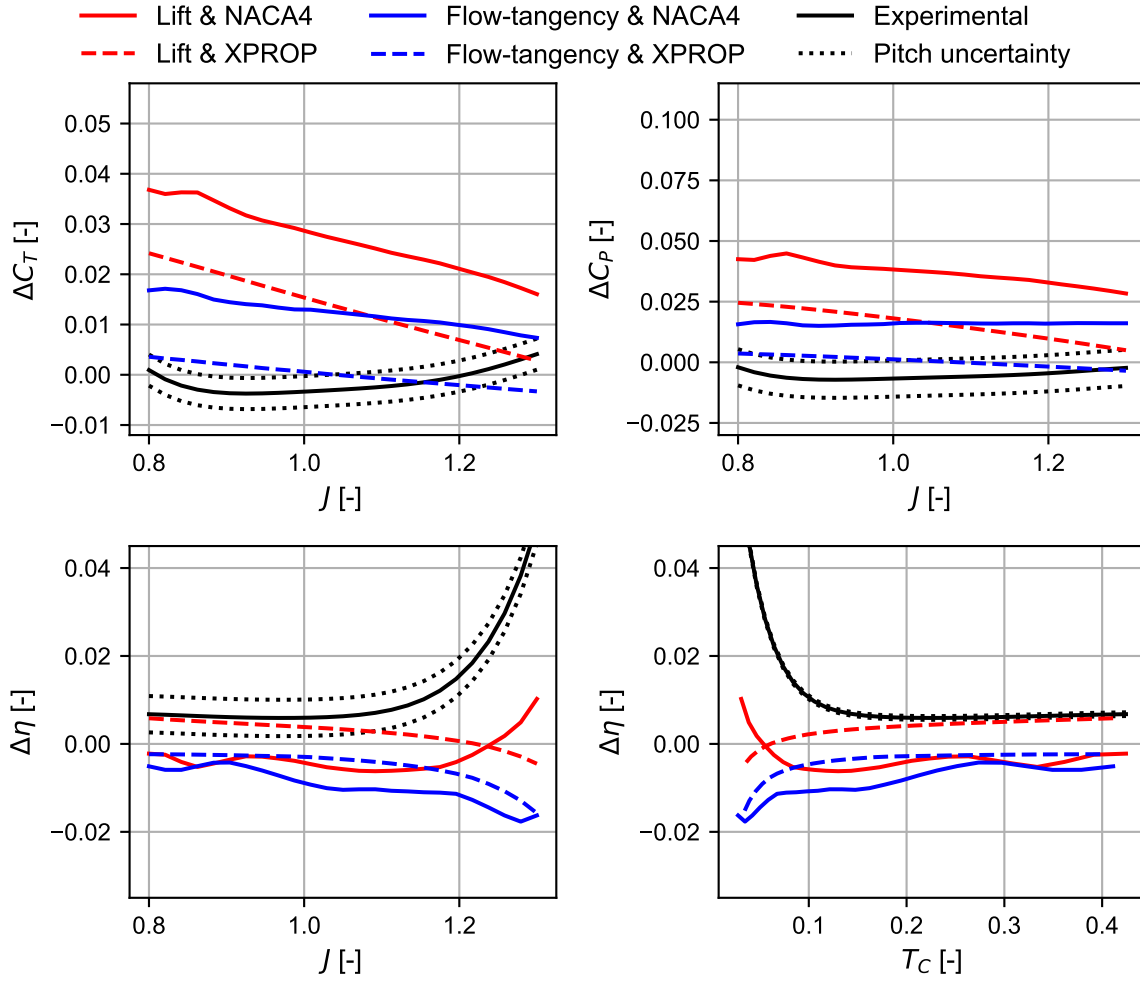 Lift & NACA4 Flow-tangency & NACA4 Experimental
Lift & XPROP Flow-tangency & XPROP Pitch uncertainty
0.05
0.04
0.03
0.02
0.01
0.00
−0.01
ΔC_T [-]
0.8 1.0 1.2
J [-]
0.100
0.075
0.050
0.025
0.000
−0.025
ΔC_P [-]
0.8 1.0 1.2
J [-]
0.04
0.02
0.00
−0.02
Δη [-]
0.8 1.0 1.2
J [-]
0.04
0.02
0.00
−0.02
Δη [-]
0.1 0.2 0.3 0.4
T_C [-]